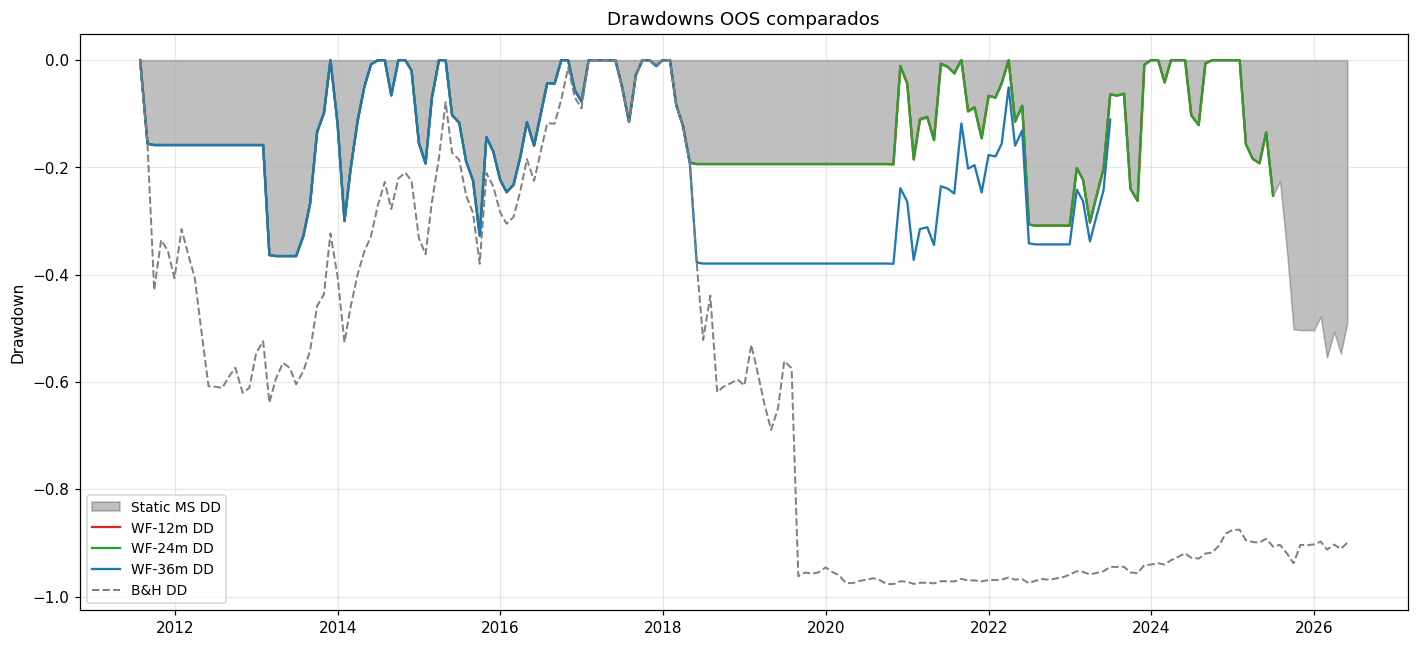 Drawdowns OOS comparados
Drawdown
0.0
−0.2
−0.4
−0.6
−0.8
−1.0
Static MS DD
WF-12m DD
WF-24m DD
WF-36m DD
B&H DD
2012
2014
2016
2018
2020
2022
2024
2026